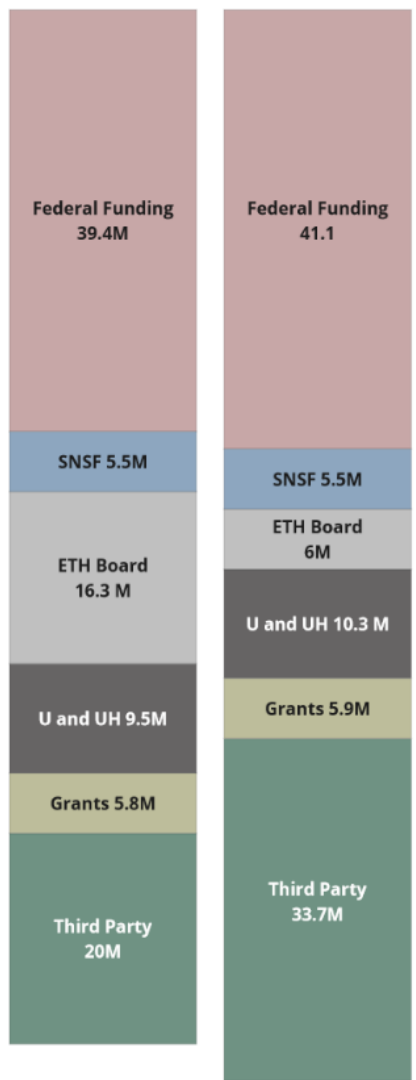 Federal Funding
39.4M
SNSF 5.5M
ETH Board
16.3 M
U and UH 9.5M
Grants 5.8M
Third Party
20M
Federal Funding
41.1
SNSF 5.5M
ETH Board
6M
U and UH 10.3 M
Grants 5.9M
Third Party
33.7M